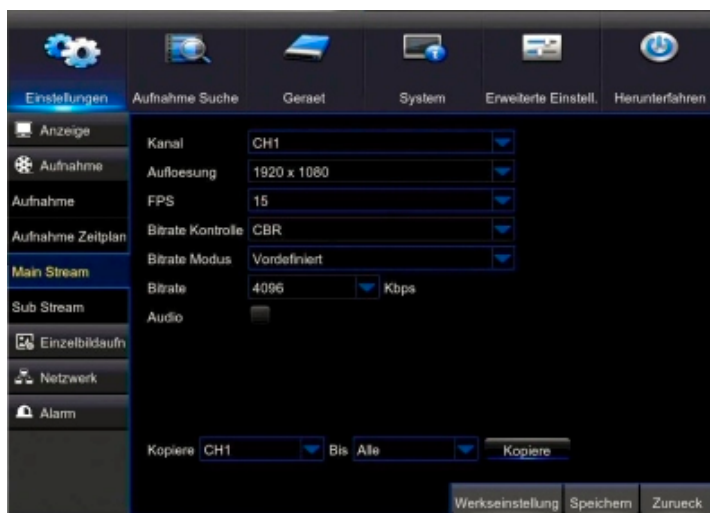 Einstellungen
Aufnahme Suche
Geraet
System
Erweiterte Einstell.
Herunterfahren
Anzeige
Aufnahme
Aufnahme
Aufnahme Zeitplan
Main Stream
Sub Stream
Einzelbildaufn
Netzwerk
Alarm
Kanal CH1
Aufloesung 1920 x 1080
FPS 15
Bitrate Kontrolle CBR
Bitrate Modus Vordefiniert
Bitrate 4096 Kbps
Audio
Kopiere CH1 Bis Alle Kopiere
Werkseinstellung Speichern Zurueck